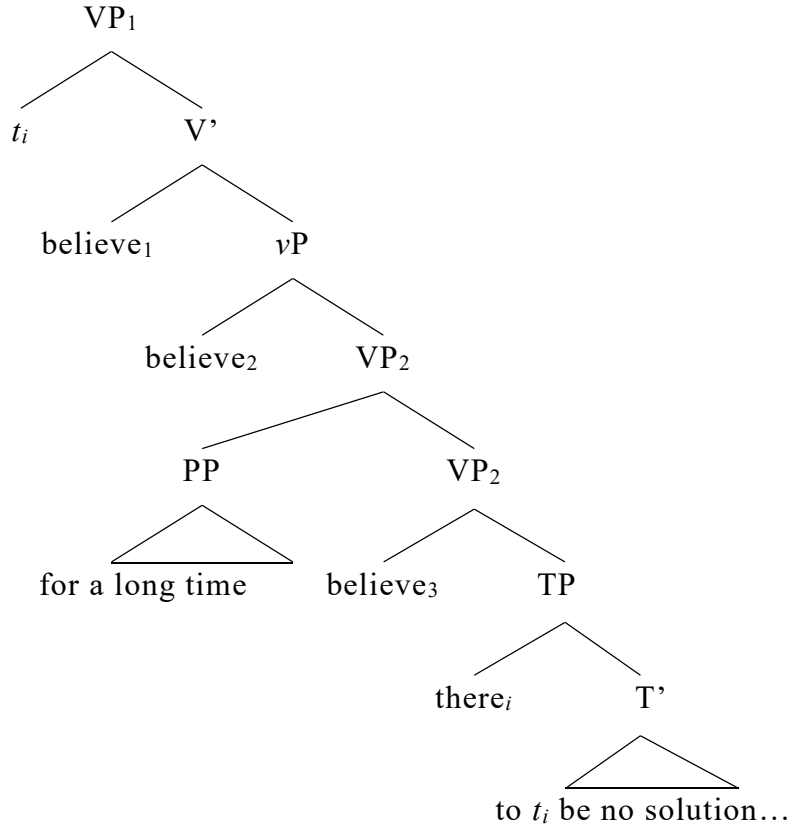 VP₁
tᵢ V’
believe₁ vP
believe₂ VP₂
PP VP₂
for a long time believe₃ TP
thereᵢ T’
to tᵢ be no solution…